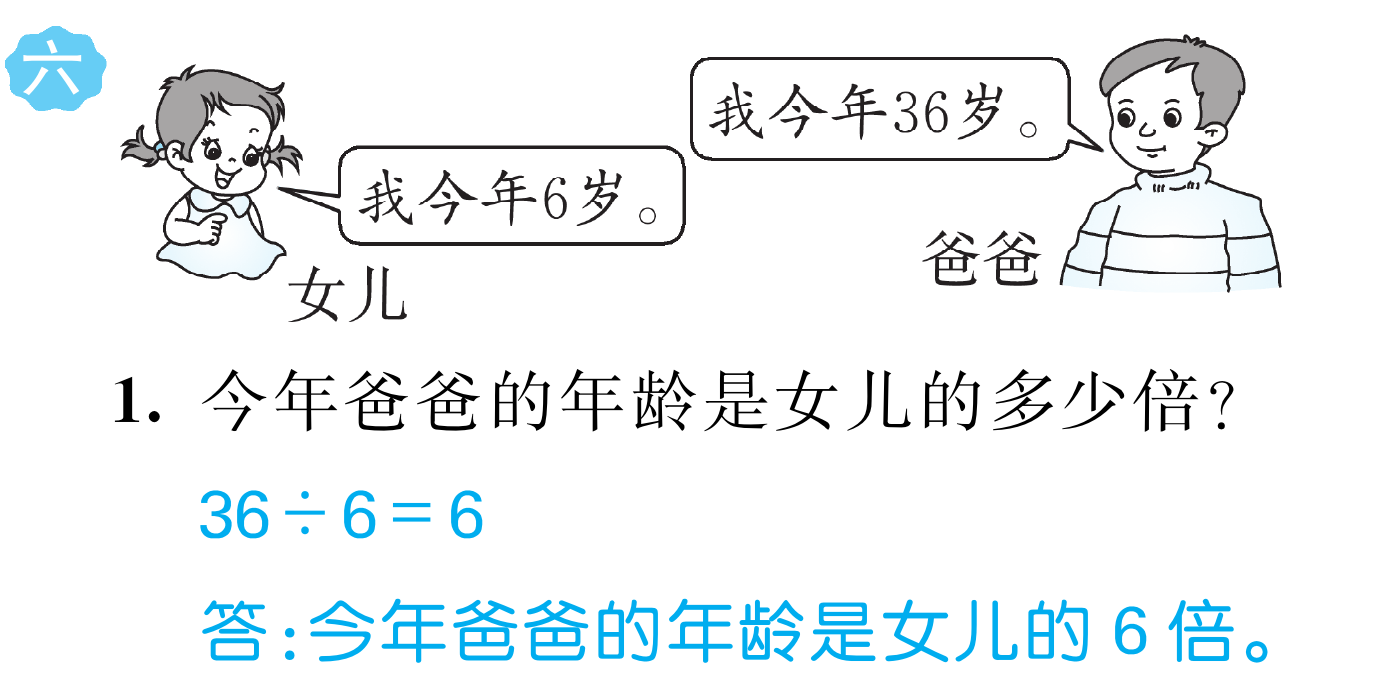 六
我今年36岁。
我今年6岁。
爸爸
女儿
1. 今年爸爸的年龄是女儿的多少倍?
36÷6=6
答:今年爸爸的年龄是女儿的 6 倍。